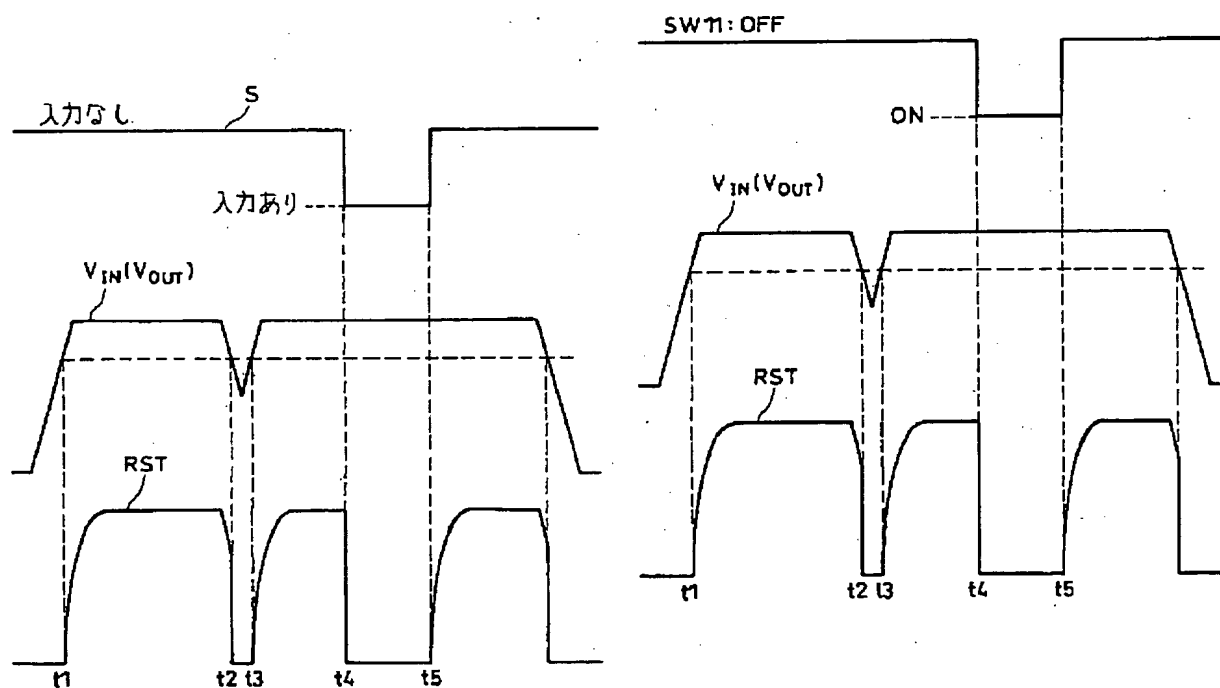 S
入力なし
入力あり
VIN(VOUT)
RST
t1 t2 t3 t4 t5
SW11: OFF
ON
VIN(VOUT)
RST
t1 t2 t3 t4 t5